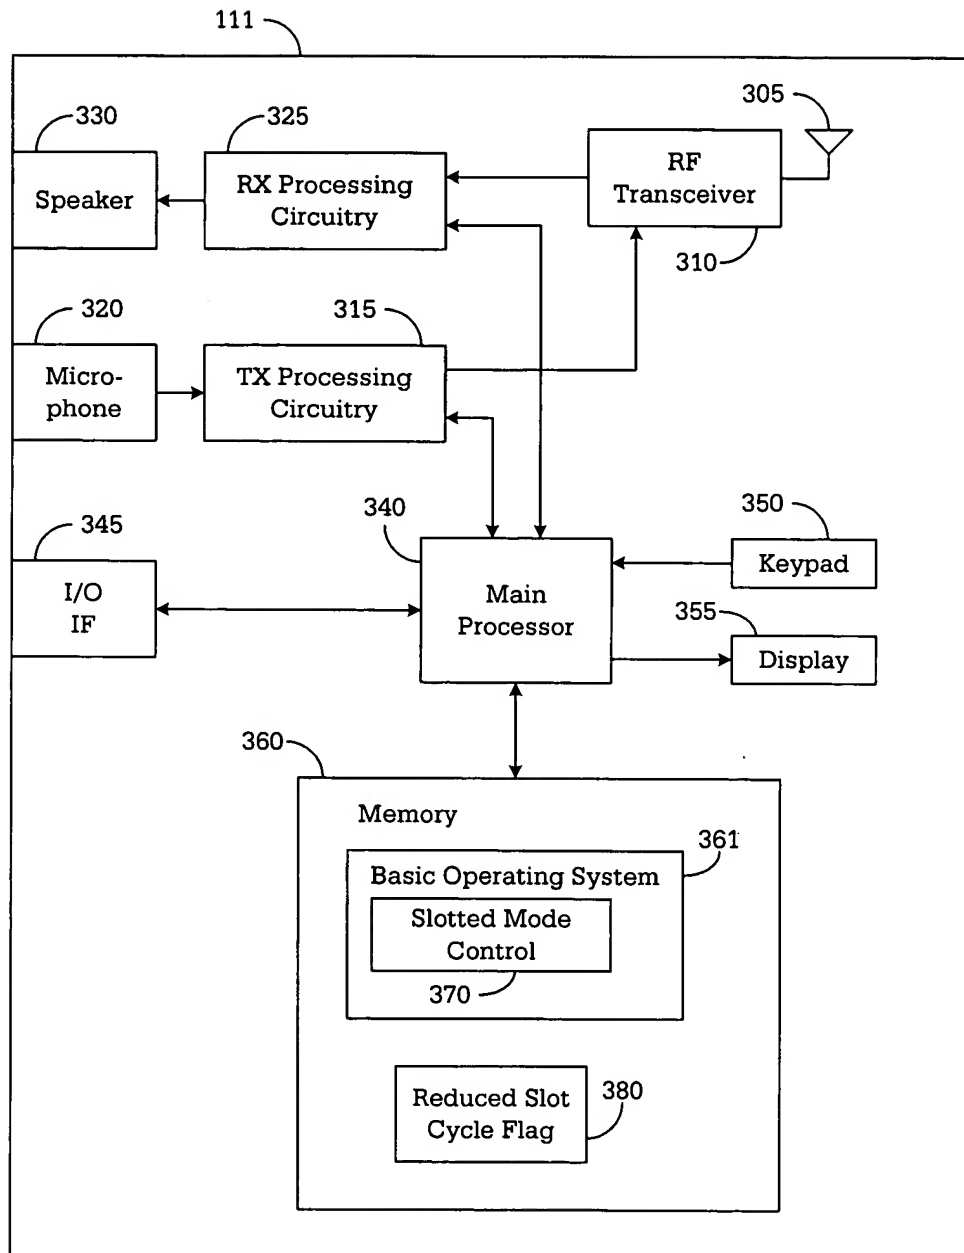 111
305
330
325
Speaker
RX Processing
Circuitry
RF
Transceiver
310
320
315
Micro-
phone
TX Processing
Circuitry
345
340
350
I/O
IF
Main
Processor
Keypad
355
Display
360
Memory
361
Basic Operating System
Slotted Mode
Control
370
Reduced Slot
Cycle Flag
380